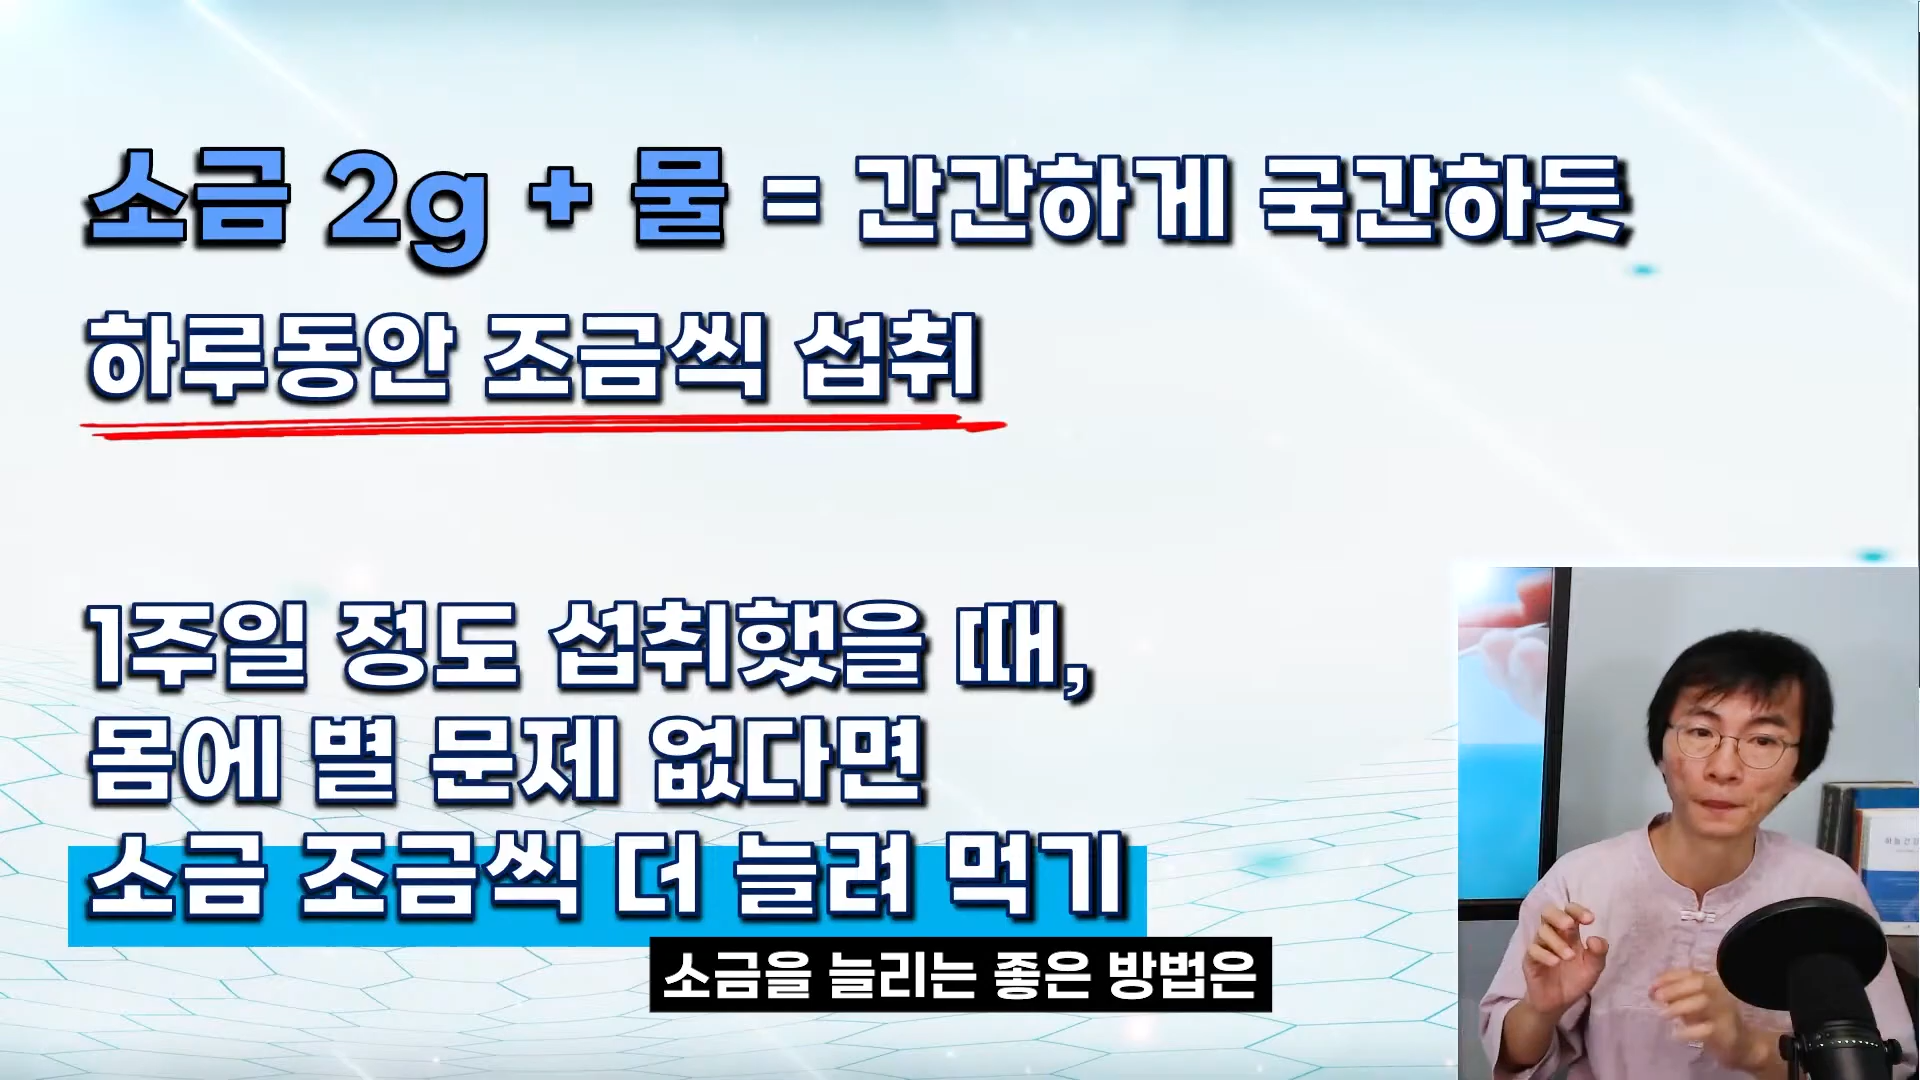 소금 2g + 물 = 간간하게 국간하듯
하루동안 조금씩 섭취
1주일 정도 섭취했을 때,
몸에 별 문제 없다면
소금 조금씩 더 늘려 먹기
소금을 늘리는 좋은 방법은